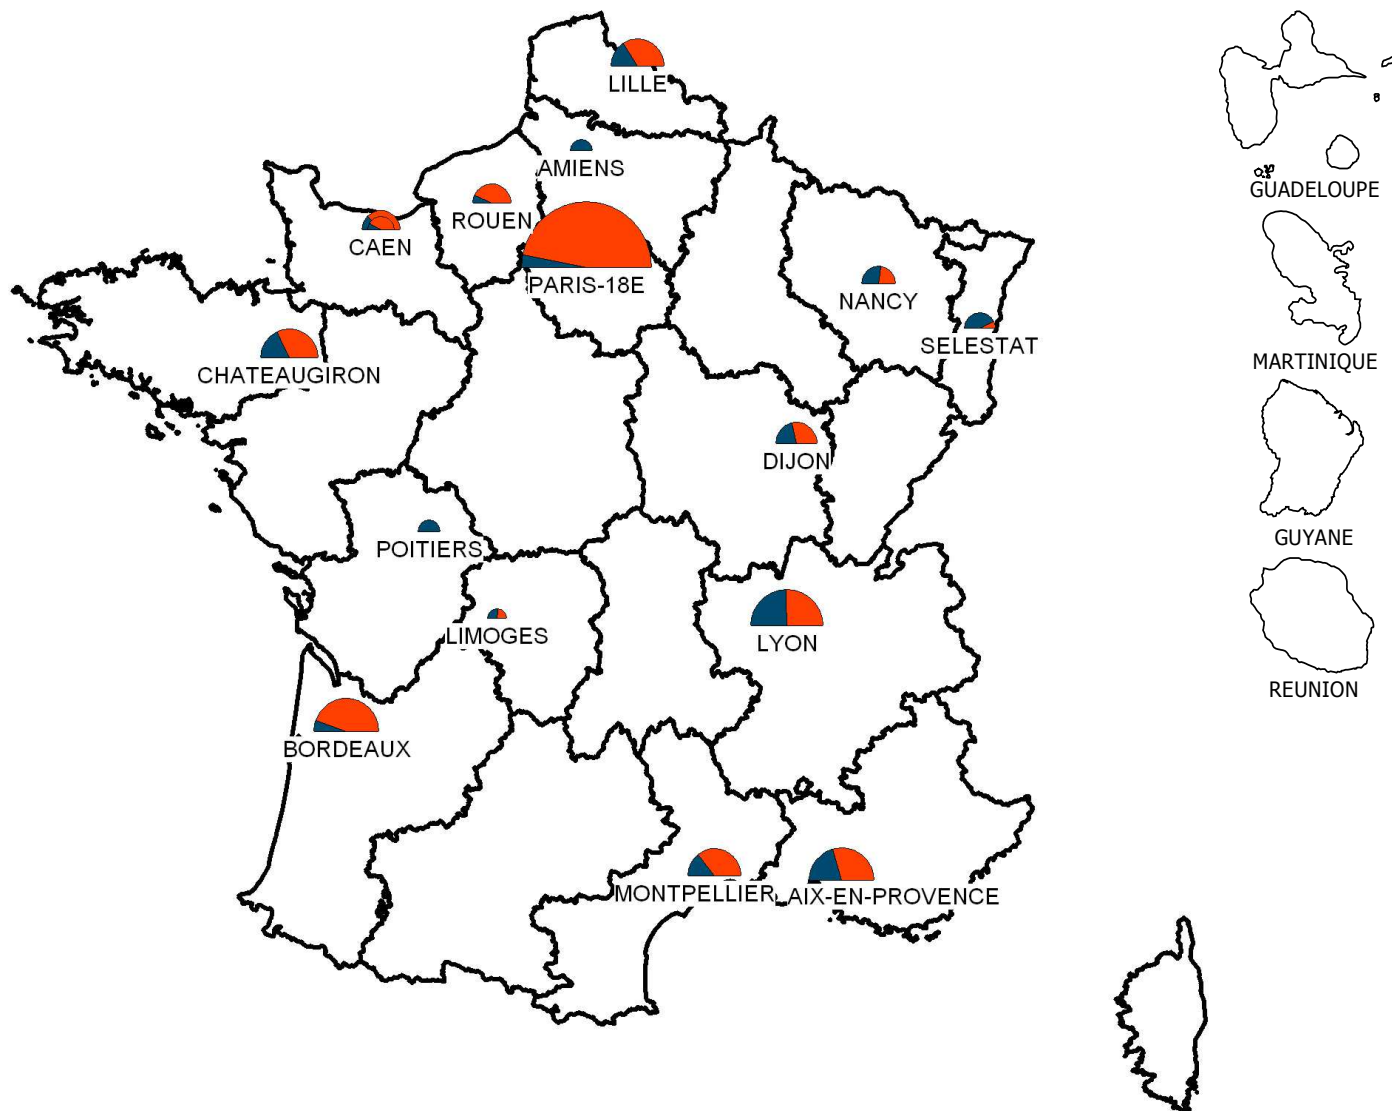 LILLE
AMIENS
GUADELOUPE
ROUEN
CAEN
PARIS-18E
NANCY
SELESTAT
MARTINIQUE
CHATEAUGIRON
DIJON
GUYANE
POITIERS
LIMOGES
LYON
REUNION
BORDEAUX
MONTPELLIER
AIX-EN-PROVENCE